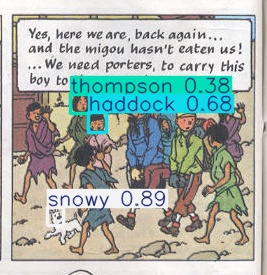 Yes, here we are, back again...
and the migou hasn't eaten us!
...We need porters, to carry this
boy to
thompson 0.38
haddock 0.68
snowy 0.89